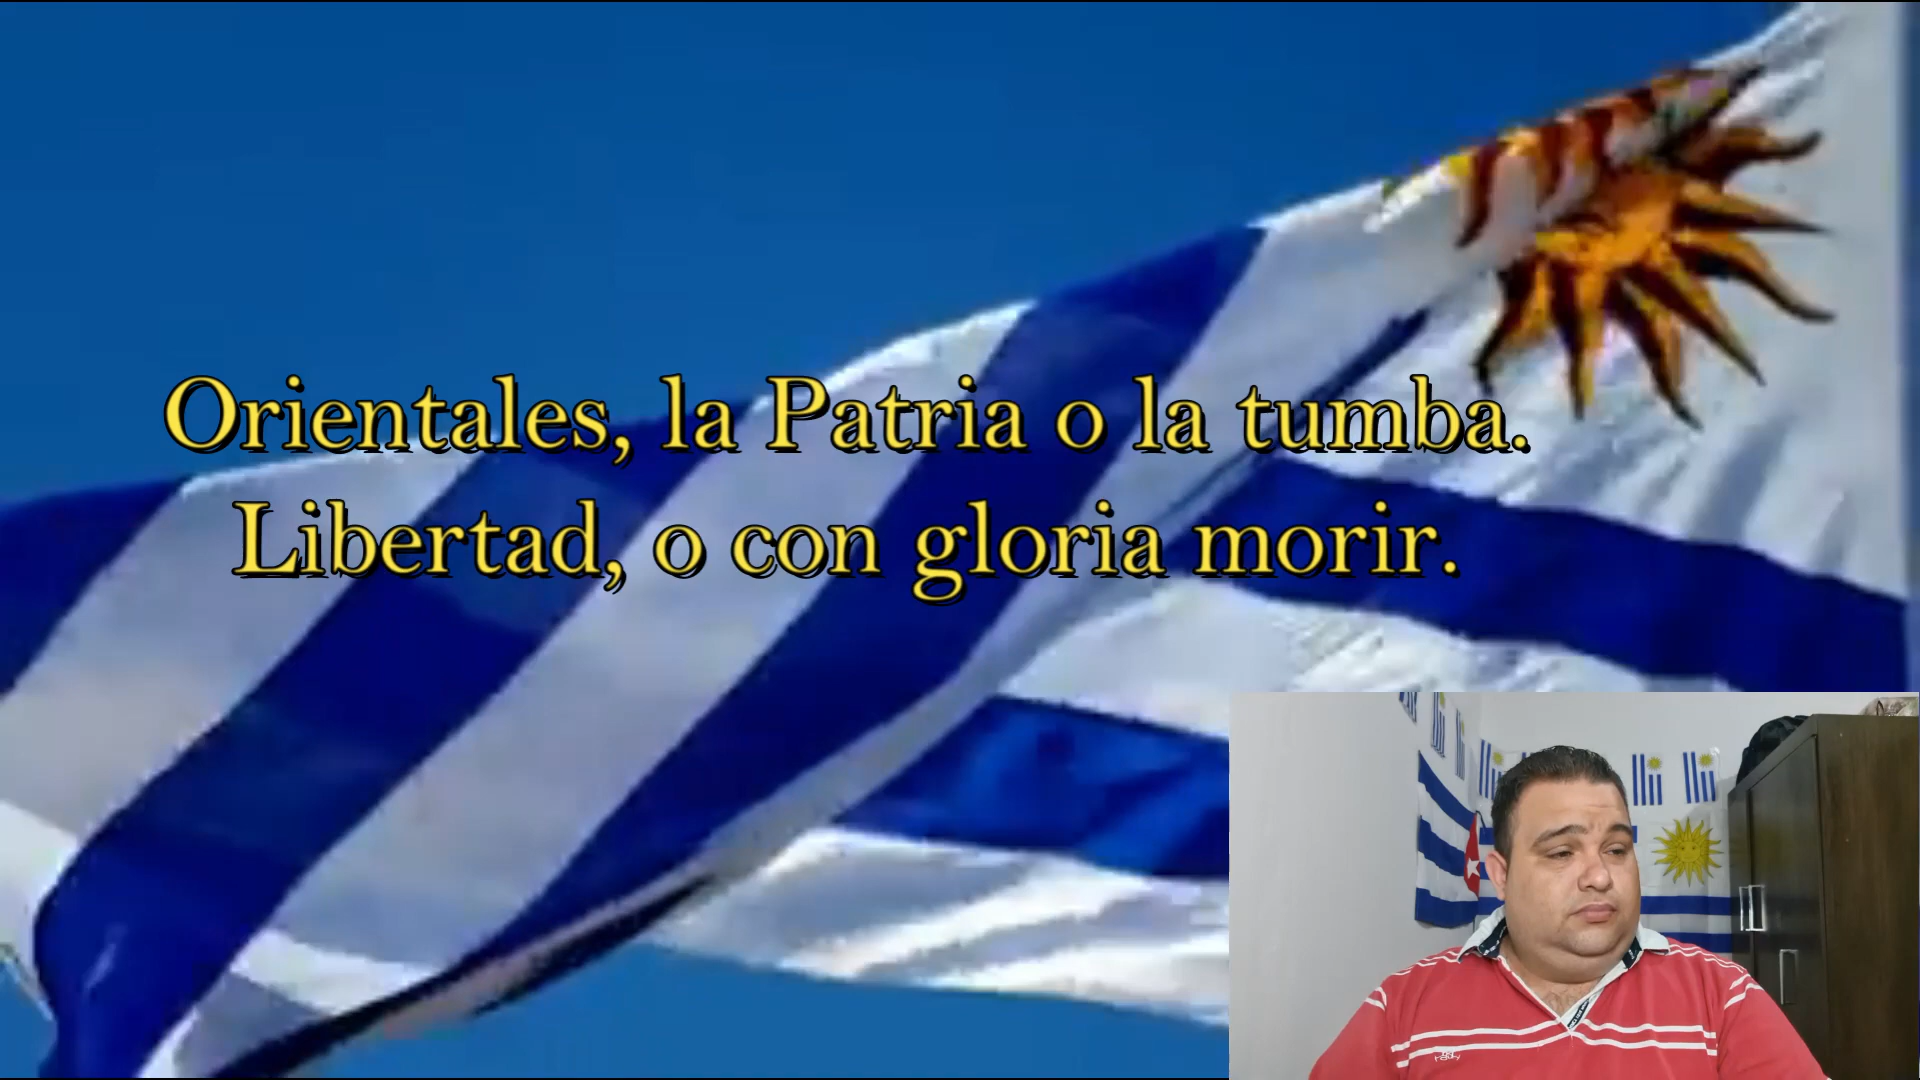 Orientales, la Patria o la tumba.
Libertad, o con gloria morir.